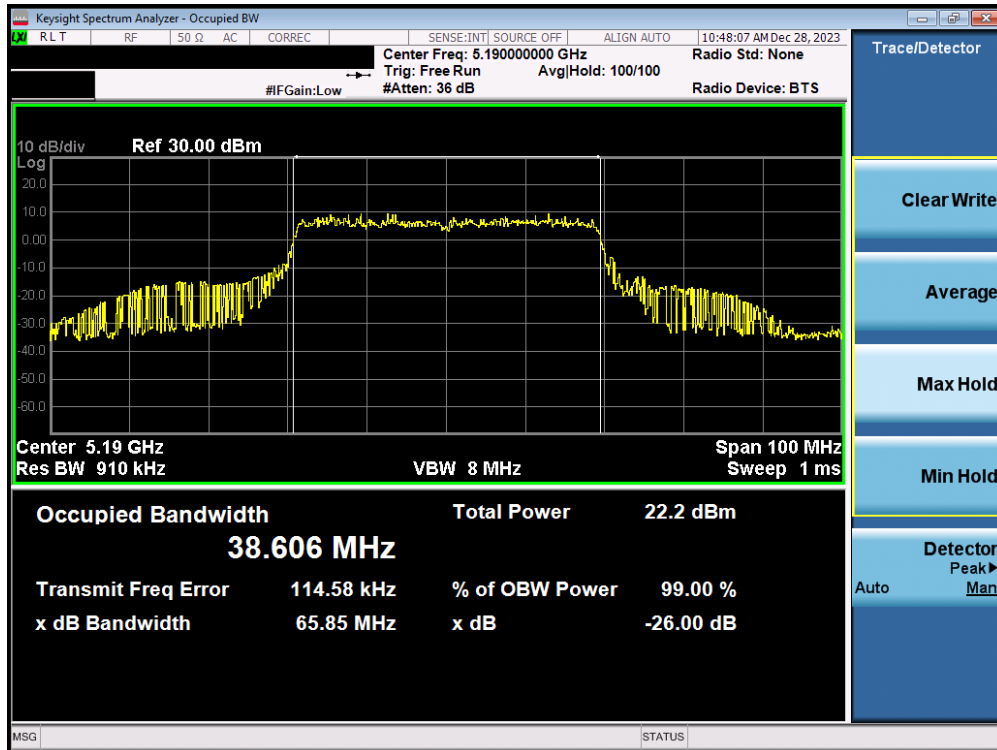 Keysight Spectrum Analyzer - Occupied BW
LXI RLT RF 50 Ω AC CORREC SENSE:INT SOURCE OFF ALIGN AUTO 10:48:07 AM Dec 28, 2023
Center Freq: 5.190000000 GHz Radio Std: None
Trig: Free Run Avg|Hold: 100/100
#IFGain:Low #Atten: 36 dB Radio Device: BTS
10 dB/div Ref 30.00 dBm
Log
20.0
10.0
0.00
-10.0
-20.0
-30.0
-40.0
-50.0
-60.0
Center 5.19 GHz Span 100 MHz
Res BW 910 kHz VBW 8 MHz Sweep 1 ms
Occupied Bandwidth Total Power 22.2 dBm
38.606 MHz
Transmit Freq Error 114.58 kHz % of OBW Power 99.00 %
x dB Bandwidth 65.85 MHz x dB -26.00 dB
Trace/Detector
Clear Write
Average
Max Hold
Min Hold
Detector
Peak▶
Auto Man
MSG STATUS